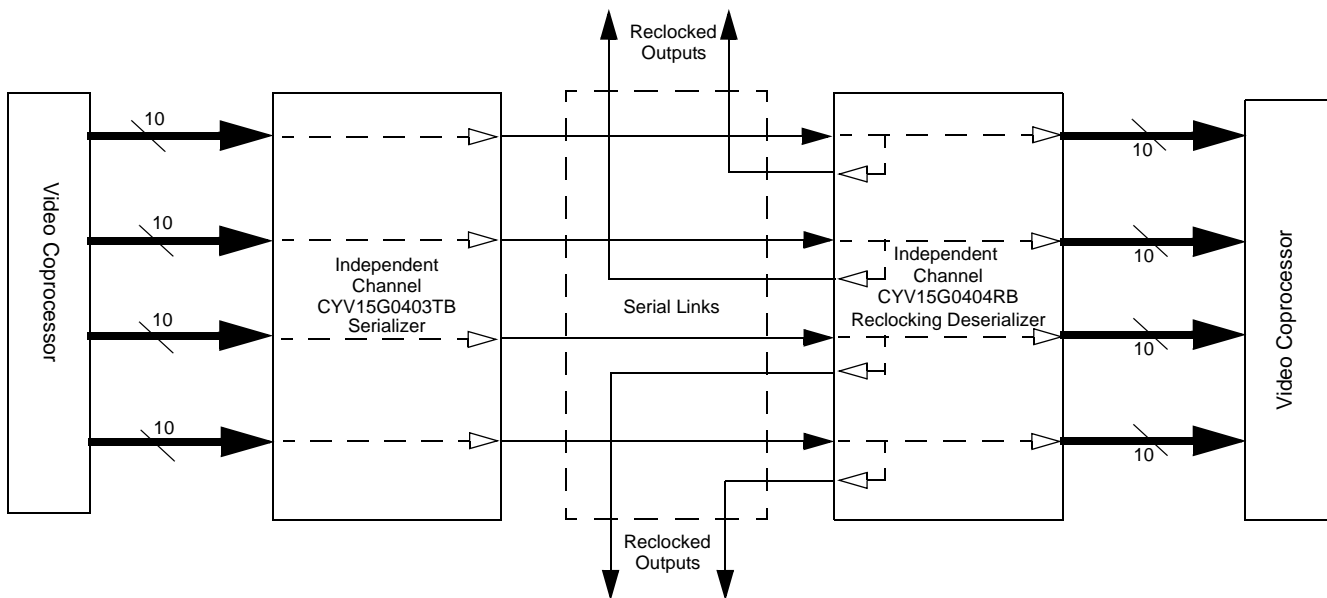 Reclocked
Outputs
10
10
10
10
10
10
10
10
Video Coprocessor
Independent
Channel
CYV15G0403TB
Serializer
Serial Links
Independent
Channel
CYV15G0404RB
Reclocking Deserializer
Video Coprocessor
Reclocked
Outputs